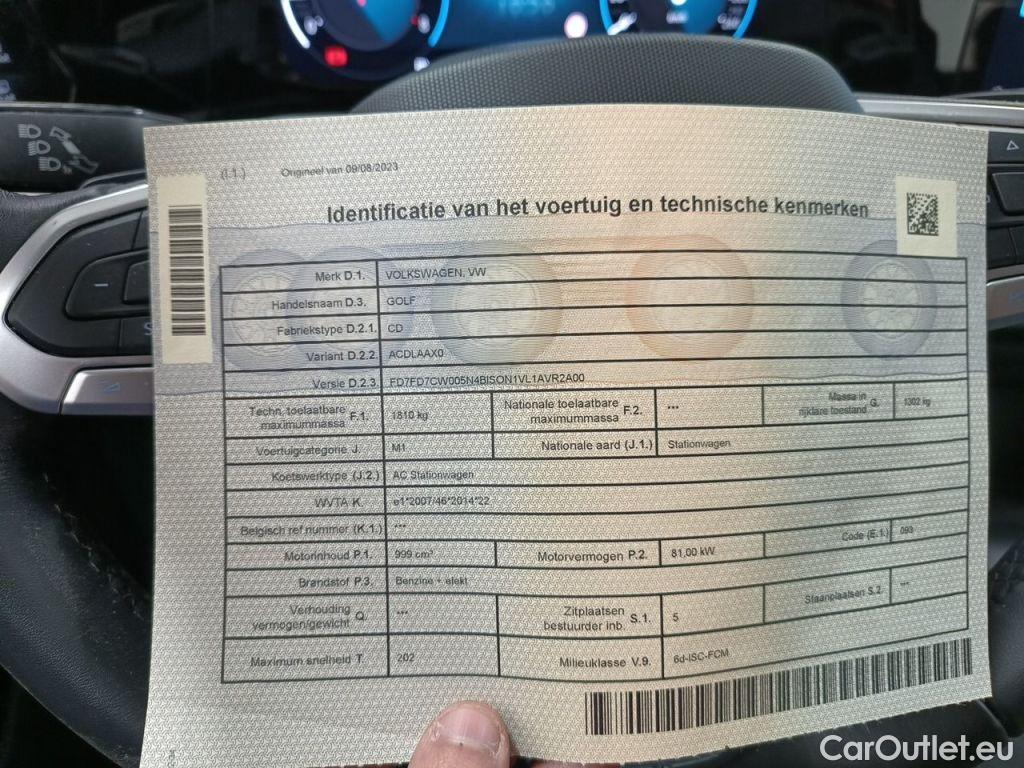 (I.1.) Origineel van 09/08/2023
Identificatie van het voertuig en technische kenmerken
Merk D.1. VOLKSWAGEN, VW
Handelsnaam D.3. GOLF
Fabriekstype D.2.1. CD
Variant D.2.2. ACDLAAX0
Versie D.2.3. FD7FD7CW005N4BISON1VL1AVR2A00
Techn. toelaatbare maximummassa F.1. 1810 kg Nationale toelaatbare maximummassa F.2. *** Massa in rijklare toestand G. 1302 kg
Voertuigcategorie J. M1 Nationale aard (J.1.) Stationwagen
Koetswerktype (J.2.) AC Stationwagen
WVTA K. e1*2007/46*2014*22
Belgisch ref nummer (K.1.) ***
Motorinhoud P.1. 999 cm³ Motorvermogen P.2. 81,00 kW Code (E.1.) 093
Brandstof P.3. Benzine + elekt
Verhouding vermogen/gewicht Q. *** Zitplaatsen bestuurder inb. S.1. 5 Staanplaatsen S.2. ***
Maximum snelheid T. 202 Milieuklasse V.9. 6d-ISC-FCM
CarOutlet.eu